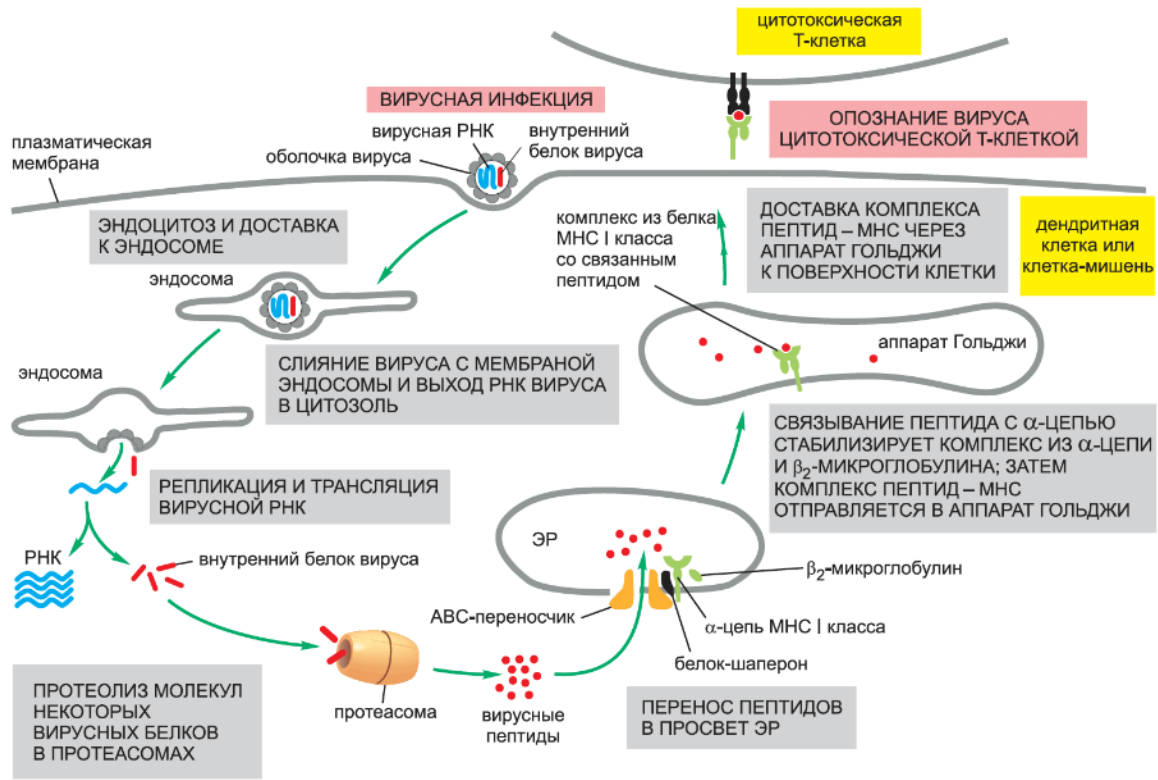 цитотоксическая
Т-клетка
ВИРУСНАЯ ИНФЕКЦИЯ
ОПОЗНАНИЕ ВИРУСА
ЦИТОТОКСИЧЕСКОЙ Т-КЛЕТКОЙ
вирусная РНК
внутренний
белок вируса
оболочка вируса
плазматическая
мембрана
ЭНДОЦИТОЗ И ДОСТАВКА
К ЭНДОСОМЕ
комплекс из белка
МНС I класса
со связанным
пептидом
ДОСТАВКА КОМПЛЕКСА
ПЕПТИД – МНС ЧЕРЕЗ
АППАРАТ ГОЛЬДЖИ
К ПОВЕРХНОСТИ КЛЕТКИ
дендритная
клетка или
клетка-мишень
эндосома
аппарат Гольджи
СЛИЯНИЕ ВИРУСА С МЕМБРАНОЙ
ЭНДОСОМЫ И ВЫХОД РНК ВИРУСА
В ЦИТОЗОЛЬ
эндосома
СВЯЗЫВАНИЕ ПЕПТИДА С α-ЦЕПЬЮ
СТАБИЛИЗИРУЕТ КОМПЛЕКС ИЗ α-ЦЕПИ
И β₂-МИКРОГЛОБУЛИНА; ЗАТЕМ
КОМПЛЕКС ПЕПТИД – МНС
ОТПРАВЛЯЕТСЯ В АППАРАТ ГОЛЬДЖИ
РЕПЛИКАЦИЯ И ТРАНСЛЯЦИЯ
ВИРУСНОЙ РНК
РНК
внутренний белок вируса
ЭР
β₂-микроглобулин
АВС-переносчик
α-цепь МНС I класса
белок-шаперон
ПРОТЕОЛИЗ МОЛЕКУЛ
НЕКОТОРЫХ
ВИРУСНЫХ БЕЛКОВ
В ПРОТЕАСОМАХ
протеасома
вирусные
пептиды
ПЕРЕНОС ПЕПТИДОВ
В ПРОСВЕТ ЭР